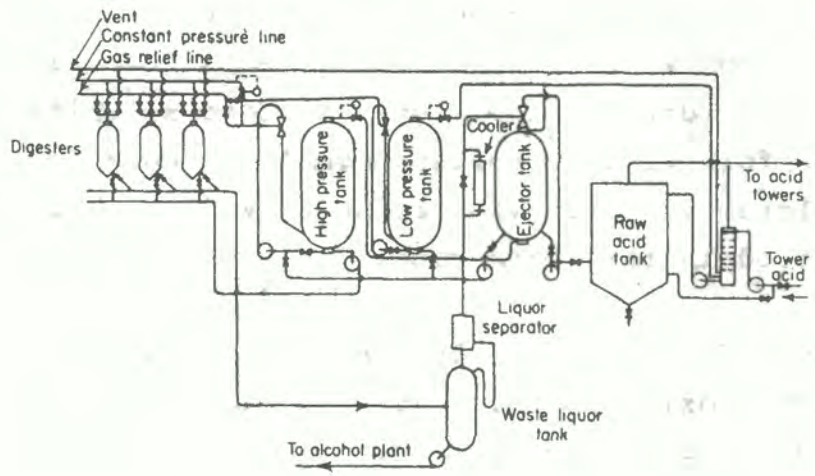 Vent
Constant pressure line
Gas relief line
Digesters
High pressure
tank
Low pressure
tank
Cooler
Ejector tank
To acid
towers
Raw
acid
tank
Tower
acid
Liquor
separator
Waste liquor
tank
To alcohol plant